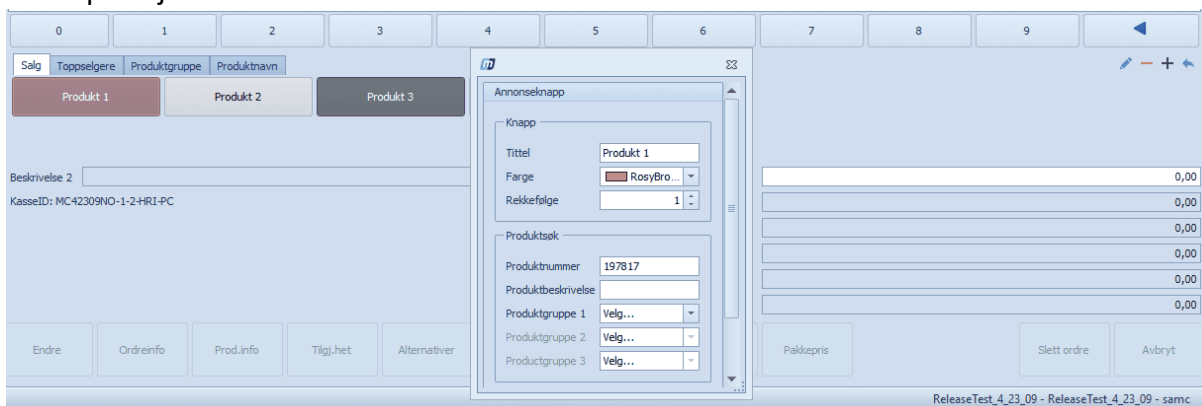 0 1 2 3 4 5 6 7 8 9
Salg Toppselgere Produktgruppe Produktnavn
Produkt 1 Produkt 2 Produkt 3
Annonseknapp
Knapp
Tittel Produkt 1
Farge RosyBro...
Rekkefølge 1
Produktsøk
Produktnummer 197817
Produktbeskrivelse
Produktgruppe 1 Velg...
Produktgruppe 2 Velg...
Productgruppe 3 Velg...
Beskrivelse 2
KasseID: MC42309NO-1-2-HRI-PC
0,00
0,00
0,00
0,00
0,00
0,00
Endre Ordreinfo Prod.info Tilgj.het Alternativer Pakkepris Slett ordre Avbryt
ReleaseTest_4_23_09 - ReleaseTest_4_23_09 - samc